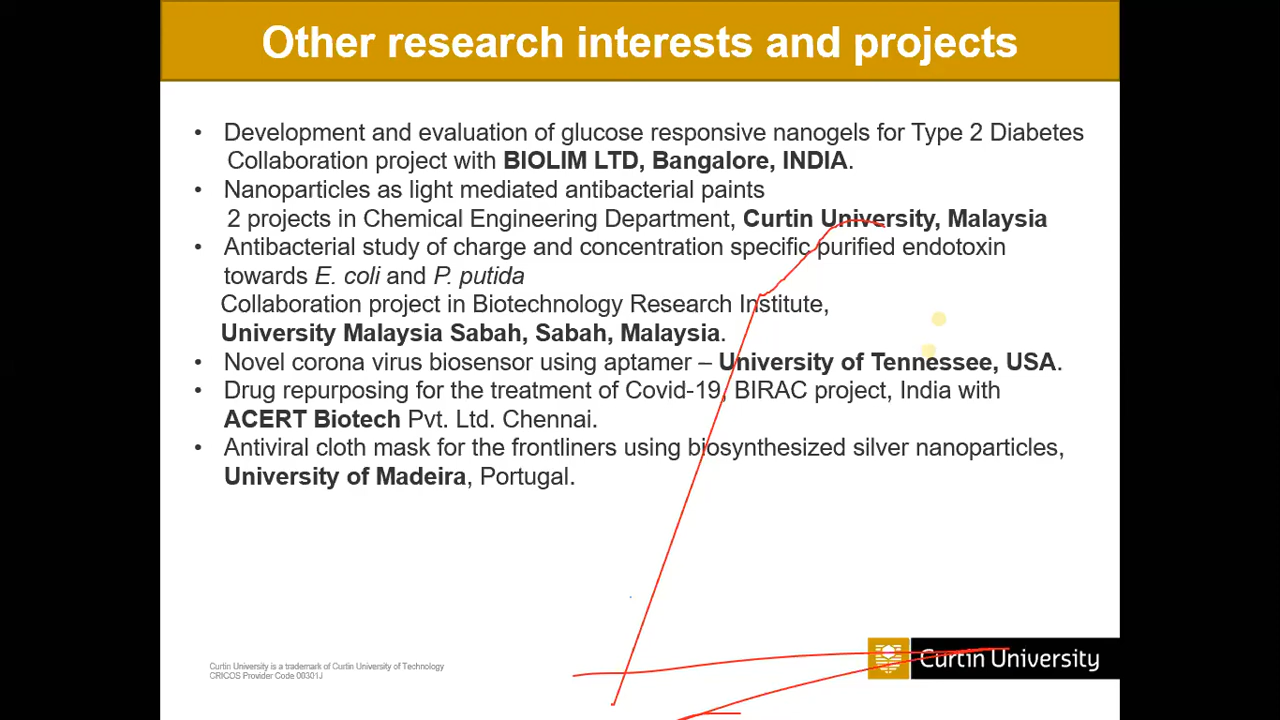 Other research interests and projects
• Development and evaluation of glucose responsive nanogels for Type 2 Diabetes
Collaboration project with BIOLIM LTD, Bangalore, INDIA.
• Nanoparticles as light mediated antibacterial paints
2 projects in Chemical Engineering Department, Curtin University, Malaysia
• Antibacterial study of charge and concentration specific purified endotoxin
towards E. coli and P. putida
Collaboration project in Biotechnology Research Institute,
University Malaysia Sabah, Sabah, Malaysia.
• Novel corona virus biosensor using aptamer – University of Tennessee, USA.
• Drug repurposing for the treatment of Covid-19, BIRAC project, India with
ACERT Biotech Pvt. Ltd. Chennai.
• Antiviral cloth mask for the frontliners using biosynthesized silver nanoparticles,
University of Madeira, Portugal.
Curtin University is a trademark of Curtin University of Technology
CRICOS Provider Code 00301J
Curtin University